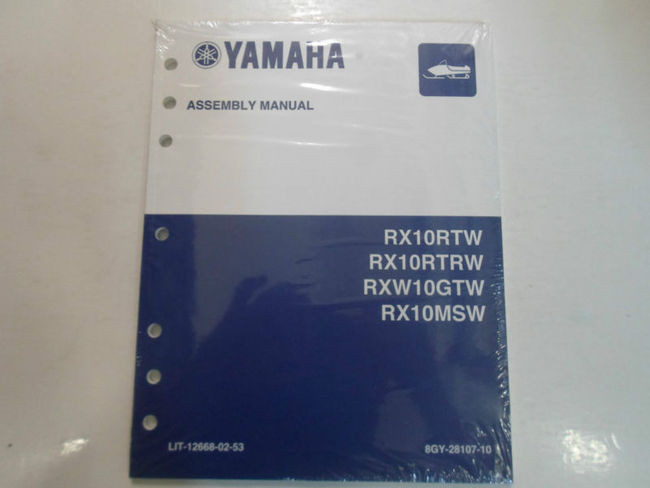 YAMAHA
ASSEMBLY MANUAL
RX10RTW
RX10RTRW
RXW10GTW
RX10MSW
LIT-12668-02-53
8GY-28107-10